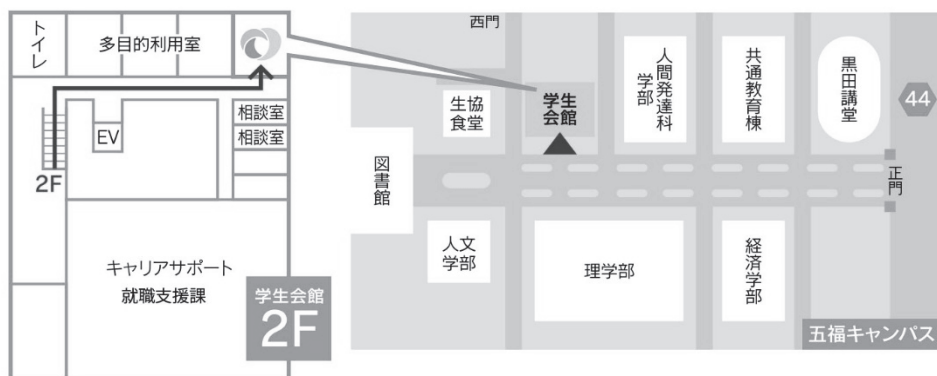 トイレ
多目的利用室
相談室
相談室
EV
2F
キャリアサポート
就職支援課
学生会館
2F
西門
生協
食堂
学生
会館
人間発達科
学部
共通教育棟
黒田講堂
44
正門
図書館
人文
学部
理学部
経済学部
五福キャンパス